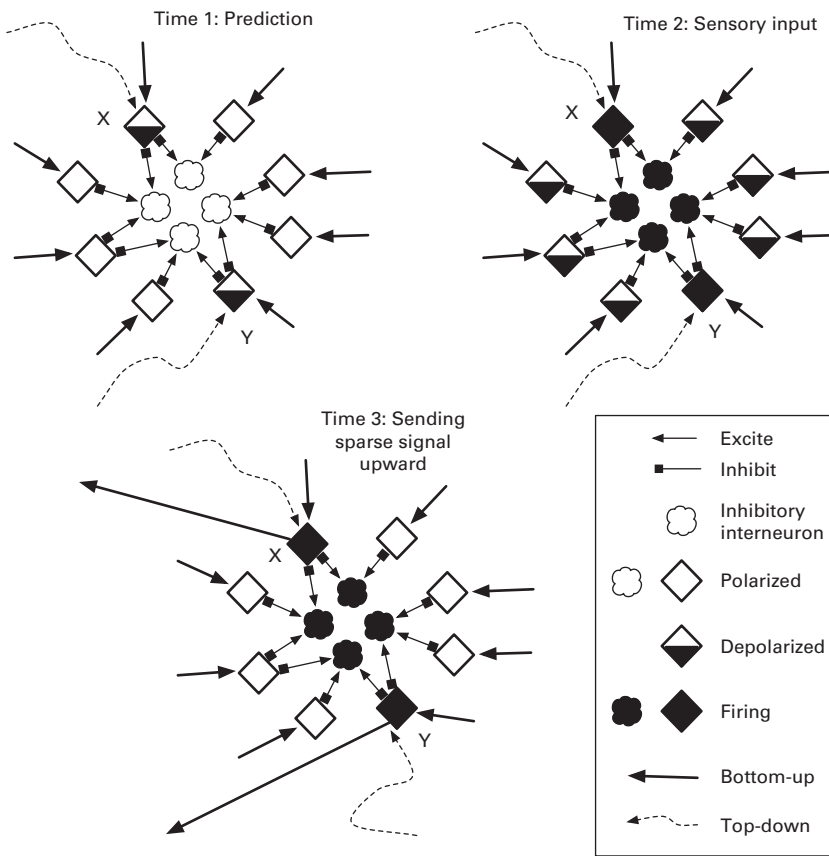 Time 1: Prediction
X
Y
Time 2: Sensory input
X
Y
Time 3: Sending
sparse signal
upward
X
Y
Excite
Inhibit
Inhibitory
interneuron
Polarized
Depolarized
Firing
Bottom-up
Top-down